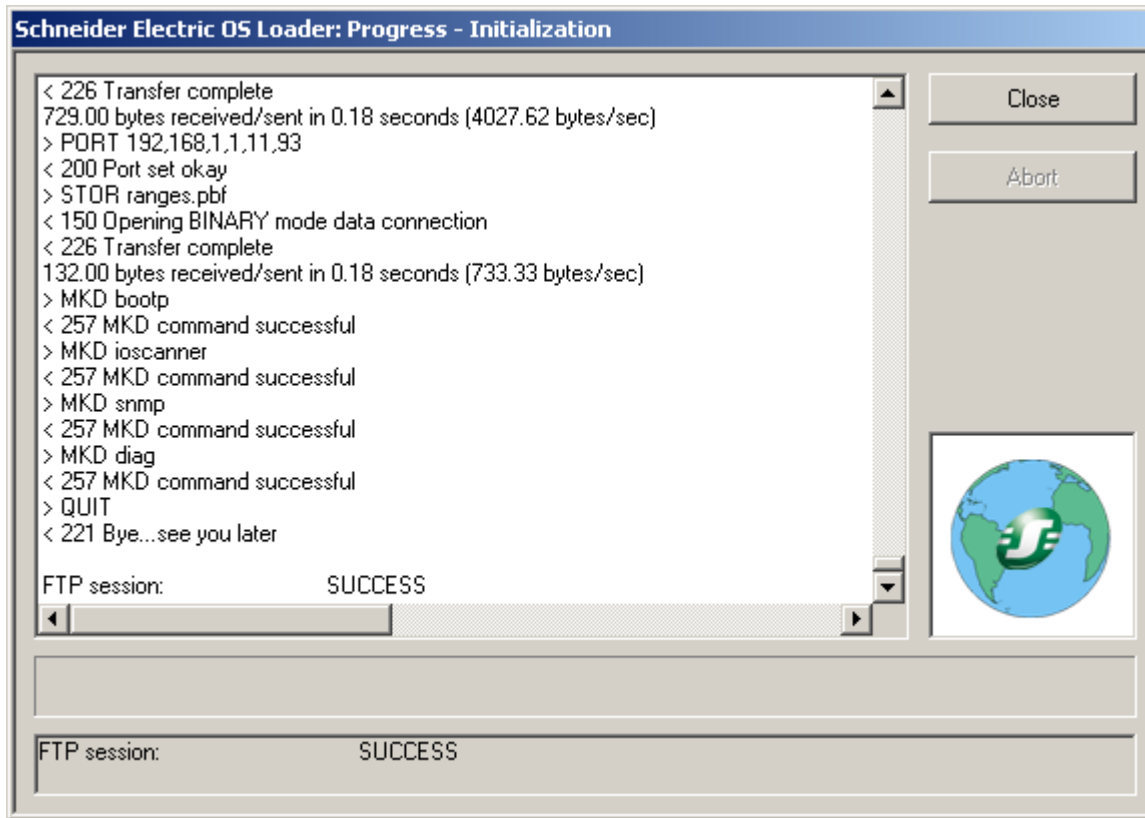 Schneider Electric OS Loader: Progress - Initialization
< 226 Transfer complete
729.00 bytes received/sent in 0.18 seconds (4027.62 bytes/sec)
> PORT 192,168,1,1,11,93
< 200 Port set okay
> STOR ranges.pbf
< 150 Opening BINARY mode data connection
< 226 Transfer complete
132.00 bytes received/sent in 0.18 seconds (733.33 bytes/sec)
> MKD bootp
< 257 MKD command successful
> MKD ioscanner
< 257 MKD command successful
> MKD snmp
< 257 MKD command successful
> MKD diag
< 257 MKD command successful
> QUIT
< 221 Bye...see you later
FTP session: SUCCESS
Close
Abort
FTP session: SUCCESS